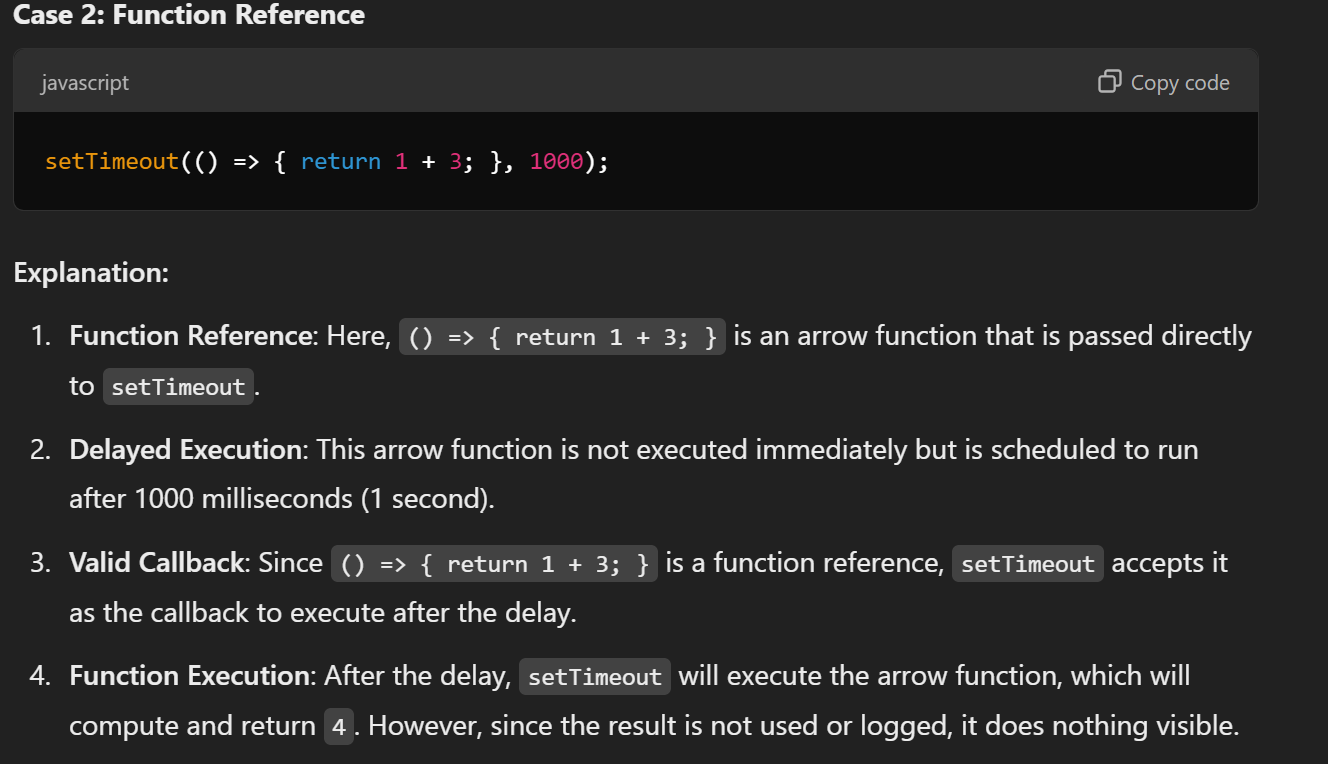 Case 2: Function Reference
javascript
Copy code
setTimeout(() => { return 1 + 3; }, 1000);
Explanation:
1. Function Reference: Here, () => { return 1 + 3; } is an arrow function that is passed directly
to setTimeout.
2. Delayed Execution: This arrow function is not executed immediately but is scheduled to run
after 1000 milliseconds (1 second).
3. Valid Callback: Since () => { return 1 + 3; } is a function reference, setTimeout accepts it
as the callback to execute after the delay.
4. Function Execution: After the delay, setTimeout will execute the arrow function, which will
compute and return 4. However, since the result is not used or logged, it does nothing visible.